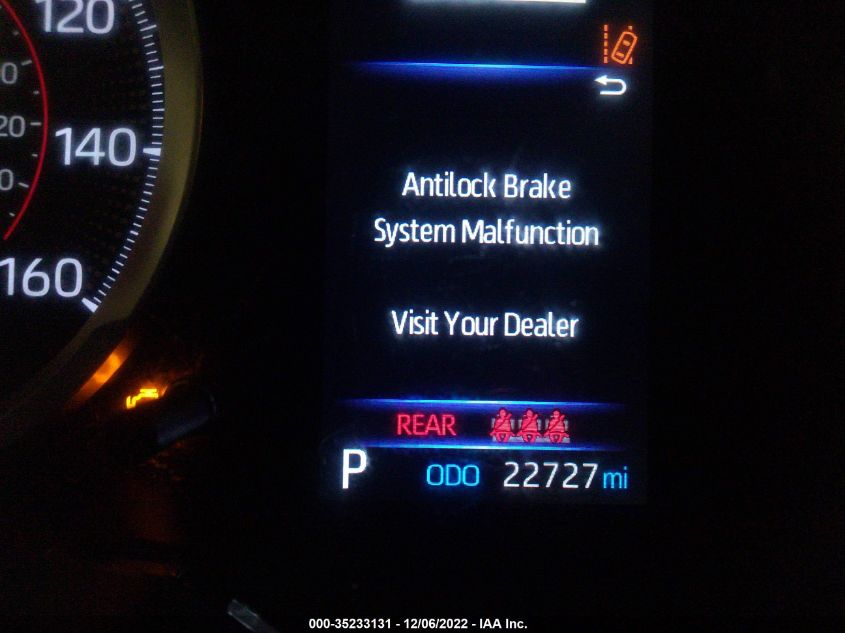 120
140
160
Antilock Brake
System Malfunction
Visit Your Dealer
REAR
P ODO 22727 mi
000-35233131 - 12/06/2022 - IAA Inc.